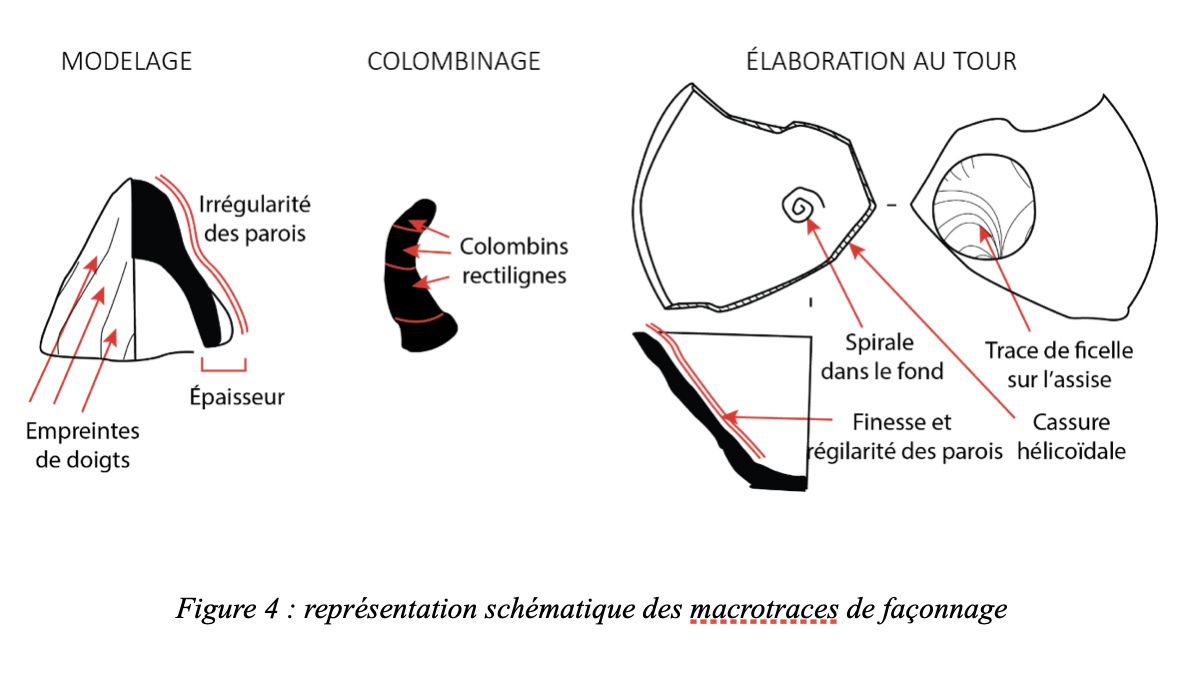 MODELAGE
COLOMBINAGE
ÉLABORATION AU TOUR
Irrégularité
des parois
Épaisseur
Empreintes
de doigts
Colombins
rectilignes
Spirale
dans le fond
Trace de ficelle
sur l'assise
Finesse et
régilarité des parois
Cassure
hélicoïdale
Figure 4 : représentation schématique des macrotraces de façonnage